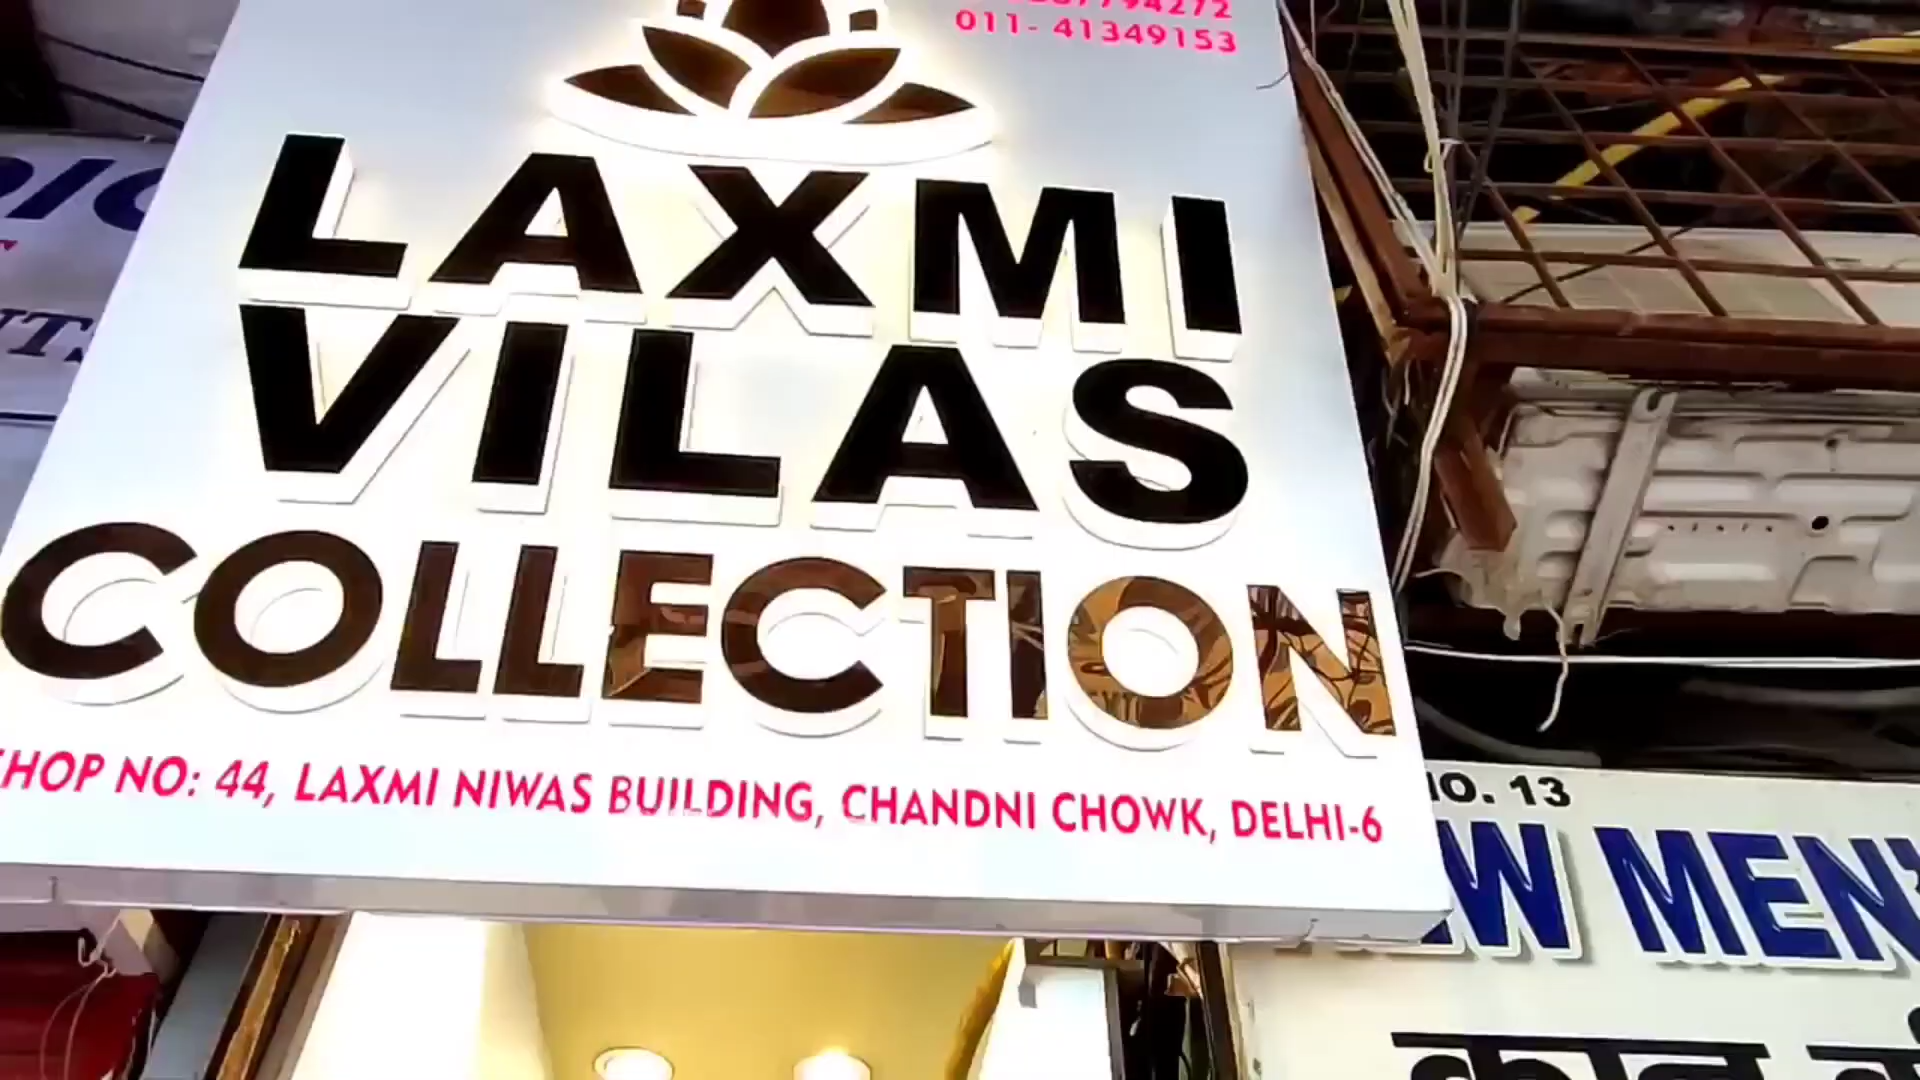 011- 41349153
LAXMI
VILAS
COLLECTION
SHOP NO: 44, LAXMI NIWAS BUILDING, CHANDNI CHOWK, DELHI-6
NO. 13
MEN'